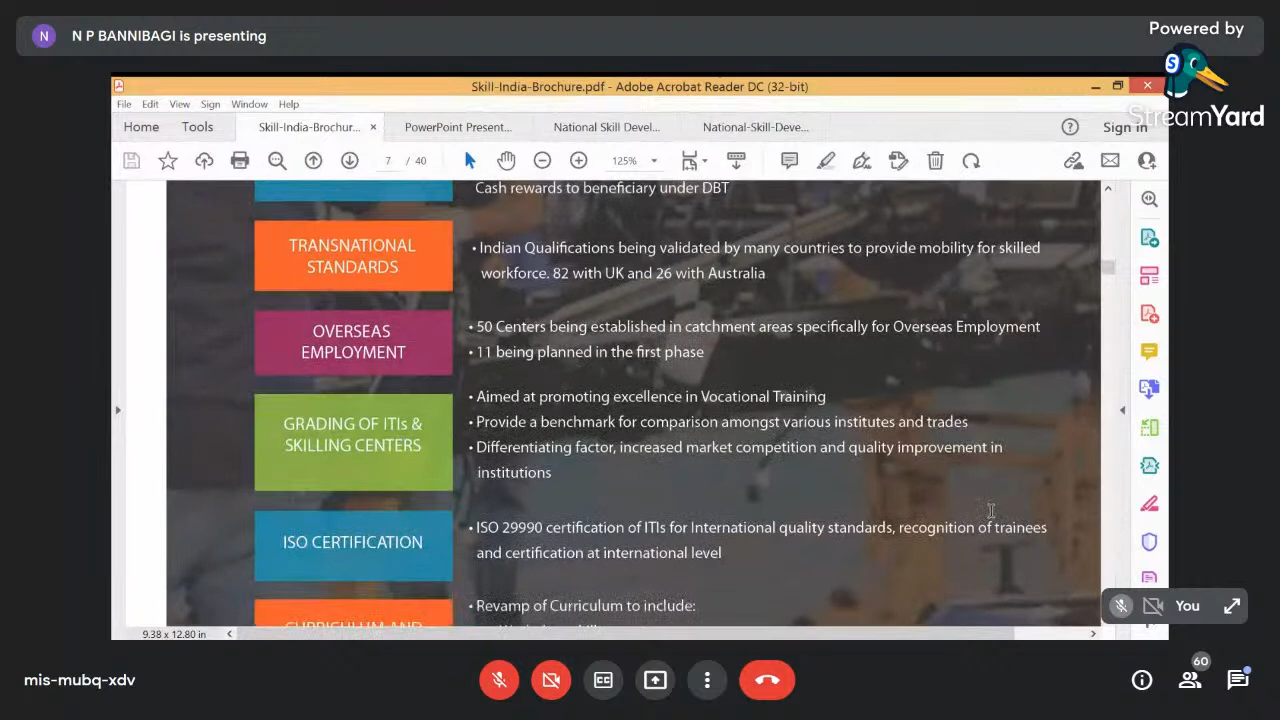 N
N P BANNIBAGI is presenting
Powered by
S
StreamYard
Skill-India-Brochure.pdf - Adobe Acrobat Reader DC (32-bit)
File Edit View Sign Window Help
Home Tools Skill-India-Brochur... × PowerPoint Present... National Skill Devel... National-Skill-Deve... Sign In
7 / 40 125%
Cash rewards to beneficiary under DBT
TRANSNATIONAL
STANDARDS
• Indian Qualifications being validated by many countries to provide mobility for skilled
workforce. 82 with UK and 26 with Australia
OVERSEAS
EMPLOYMENT
• 50 Centers being established in catchment areas specifically for Overseas Employment
• 11 being planned in the first phase
GRADING OF ITIs &
SKILLING CENTERS
• Aimed at promoting excellence in Vocational Training
• Provide a benchmark for comparison amongst various institutes and trades
• Differentiating factor, increased market competition and quality improvement in
institutions
ISO CERTIFICATION
• ISO 29990 certification of ITIs for International quality standards, recognition of trainees
and certification at international level
CURRICULUM AND
• Revamp of Curriculum to include:
You
9.38 x 12.80 in
mis-mubq-xdv
60